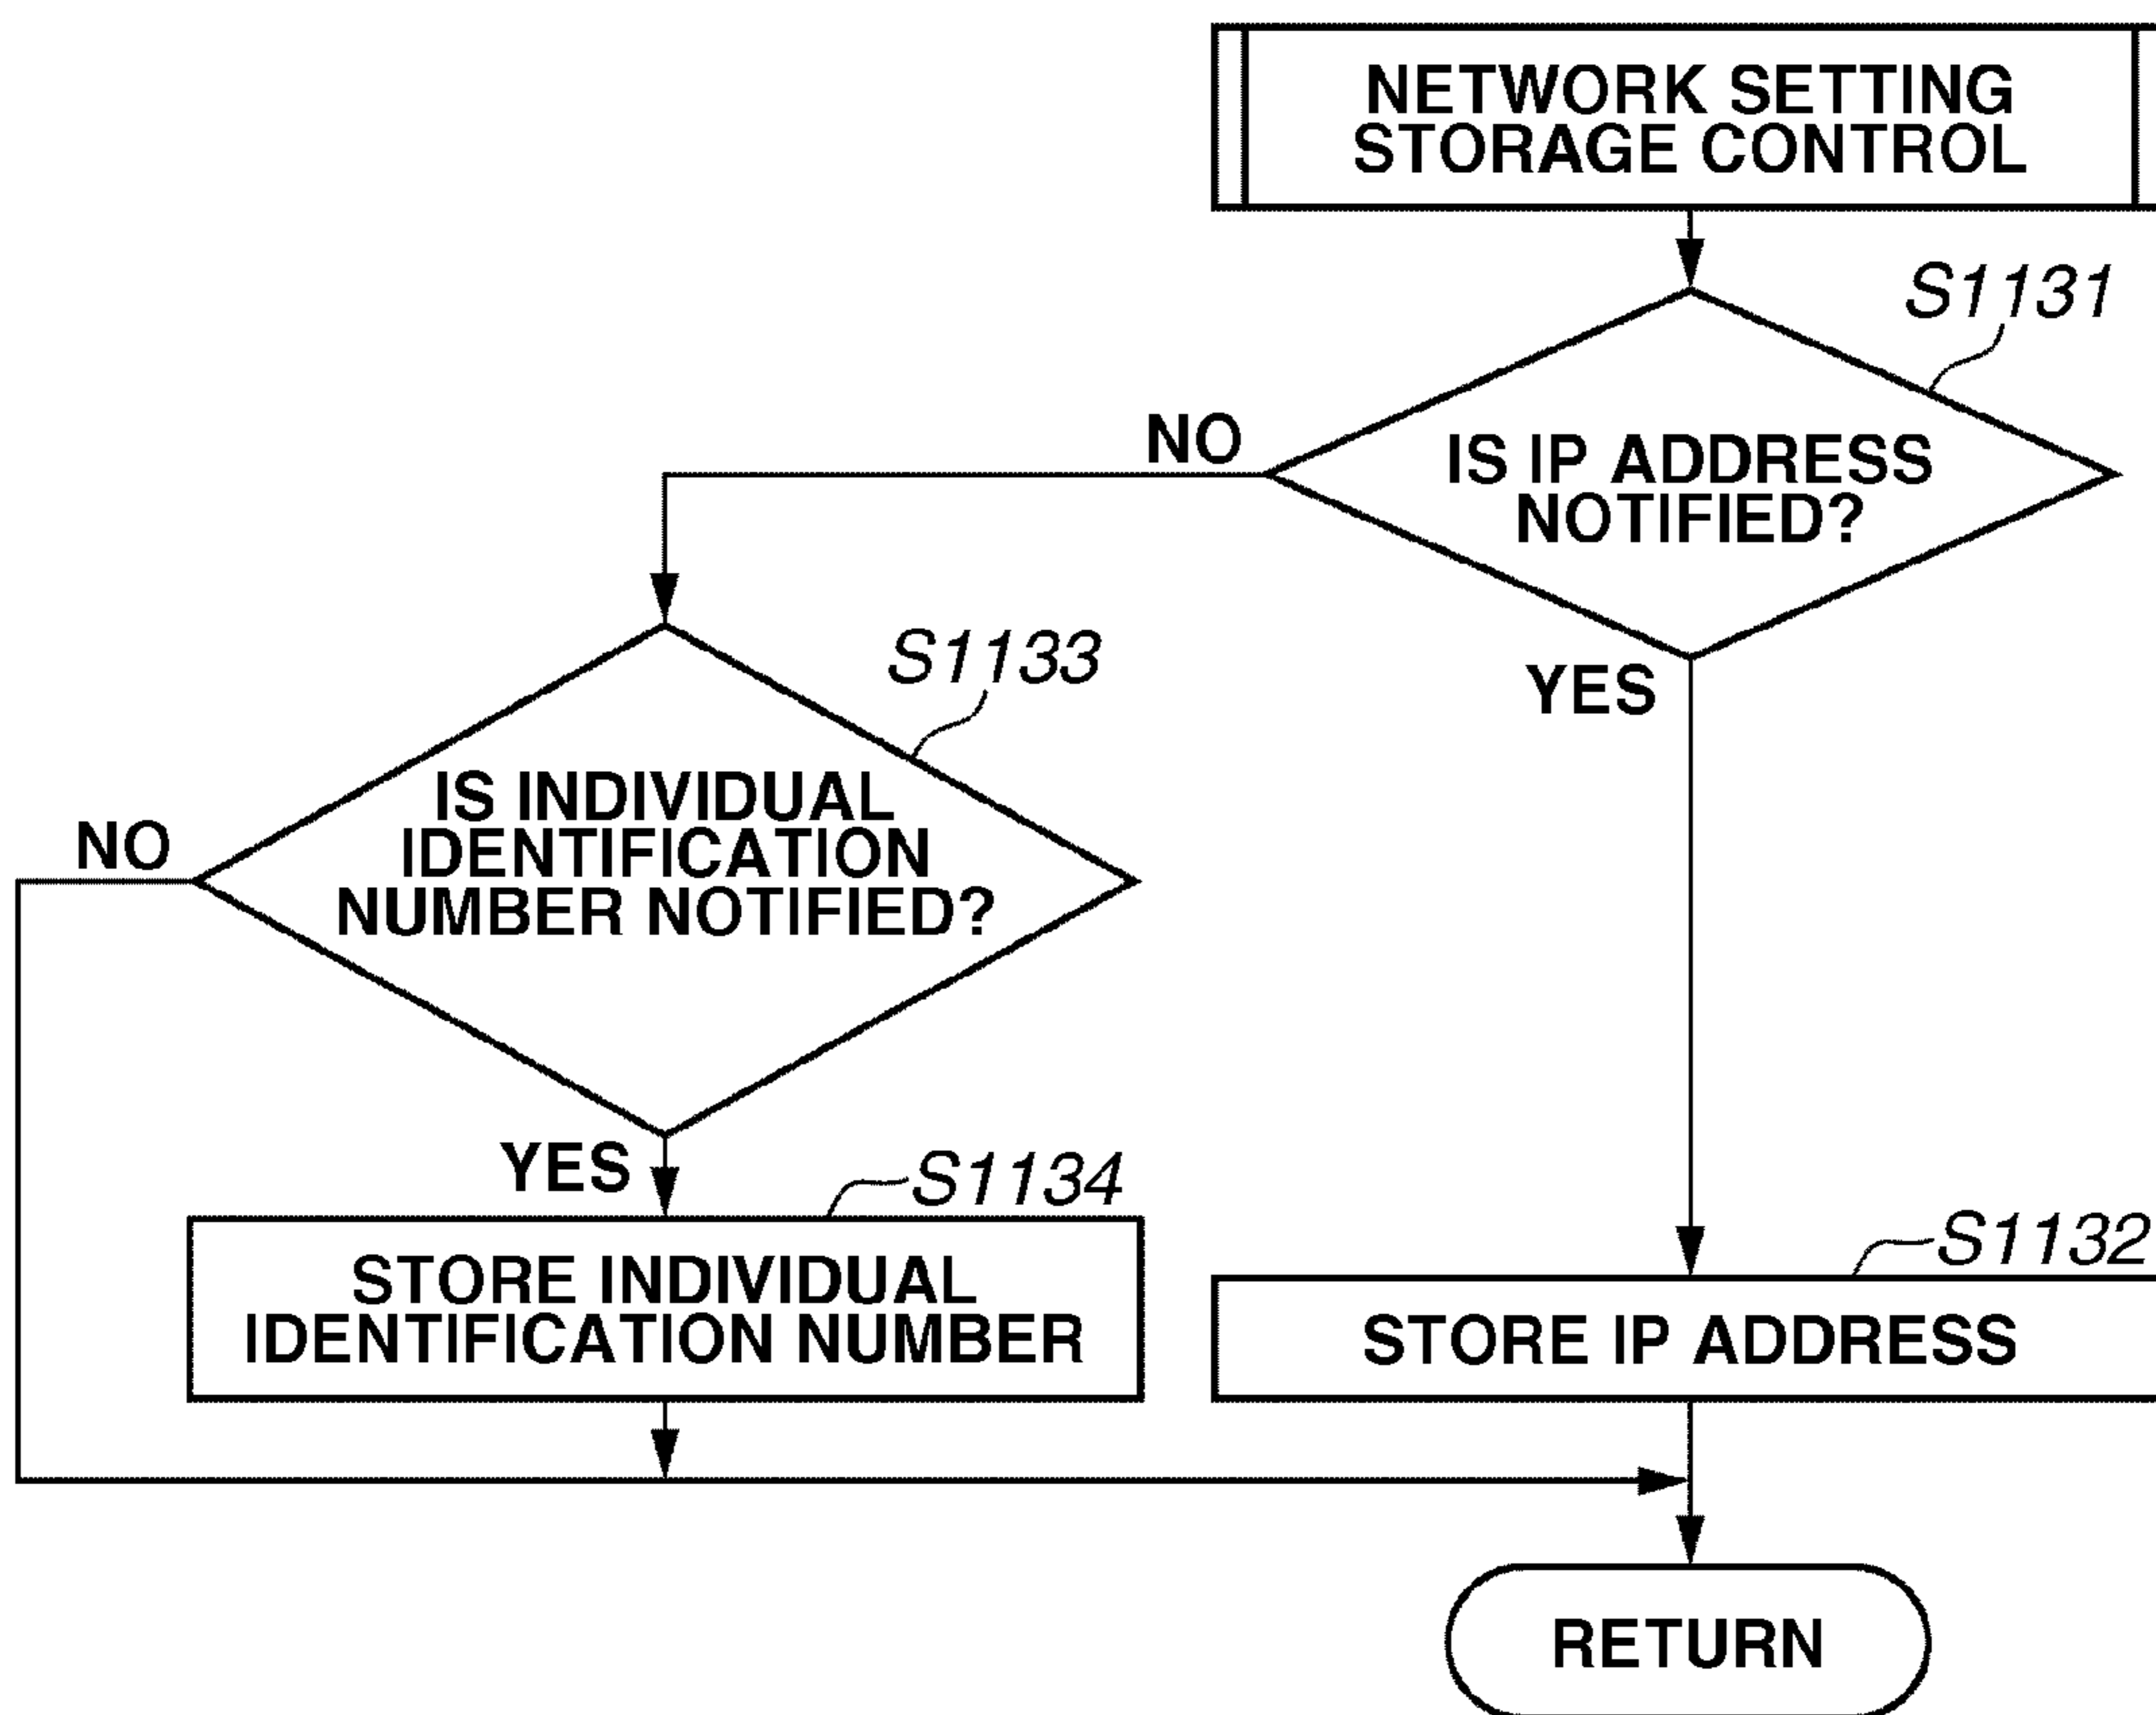 NETWORK SETTING
STORAGE CONTROL
S1131
IS IP ADDRESS
NOTIFIED?
NO
YES
S1133
IS INDIVIDUAL
IDENTIFICATION
NUMBER NOTIFIED?
NO
YES
S1134
STORE INDIVIDUAL
IDENTIFICATION NUMBER
S1132
STORE IP ADDRESS
RETURN